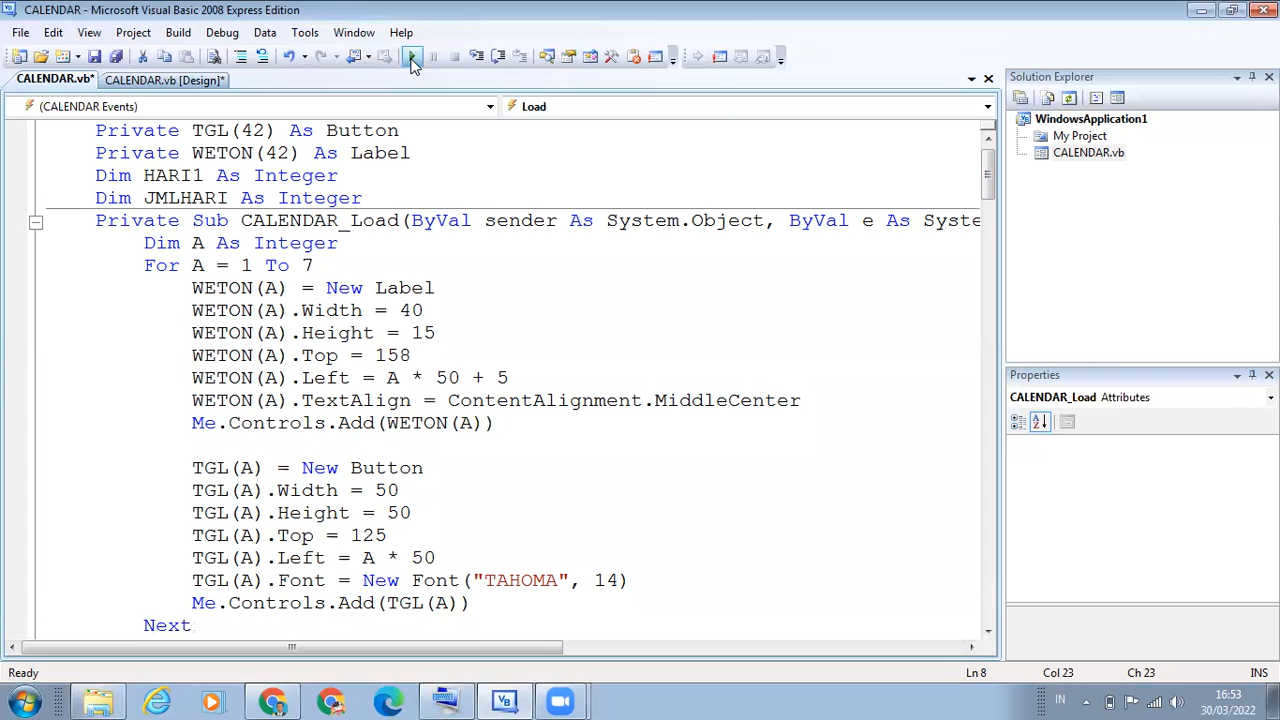 CALENDAR - Microsoft Visual Basic 2008 Express Edition
File Edit View Project Build Debug Data Tools Window Help
CALENDAR.vb* CALENDAR.vb [Design]*
(CALENDAR Events) Load
Private TGL(42) As Button
Private WETON(42) As Label
Dim HARI1 As Integer
Dim JMLHARI As Integer
Private Sub CALENDAR_Load(ByVal sender As System.Object, ByVal e As Syste
Dim A As Integer
For A = 1 To 7
WETON(A) = New Label
WETON(A).Width = 40
WETON(A).Height = 15
WETON(A).Top = 158
WETON(A).Left = A * 50 + 5
WETON(A).TextAlign = ContentAlignment.MiddleCenter
Me.Controls.Add(WETON(A))
TGL(A) = New Button
TGL(A).Width = 50
TGL(A).Height = 50
TGL(A).Top = 125
TGL(A).Left = A * 50
TGL(A).Font = New Font("TAHOMA", 14)
Me.Controls.Add(TGL(A))
Next
Solution Explorer
WindowsApplication1
My Project
CALENDAR.vb
Properties
CALENDAR_Load Attributes
Ready Ln 8 Col 23 Ch 23 INS
IN 16:53
30/03/2022